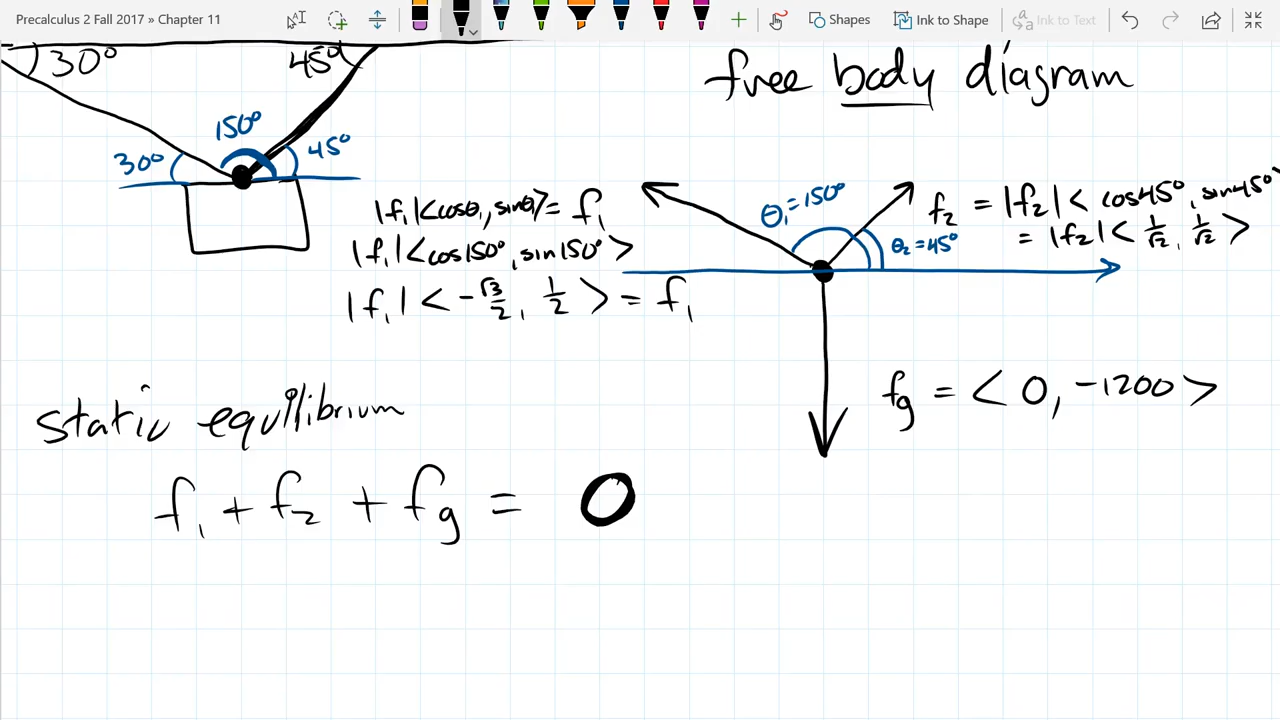 Precalculus 2 Fall 2017 » Chapter 11
Shapes
Ink to Shape
Ink to Text
30°
45°
free body diagram
150°
30°
45°
|f₁|<cosθ₁, sinθ₁> = f₁
|f₁|<cos150°, sin150°>
|f₁| < -√3/2, 1/2 > = f₁
θ₁=150°
θ₂=45°
f₂ = |f₂| < cos45°, sin45°>
= |f₂| < 1/√2, 1/√2 >
fg = < 0, -1200 >
static equilibrium
f₁ + f₂ + fg = 0